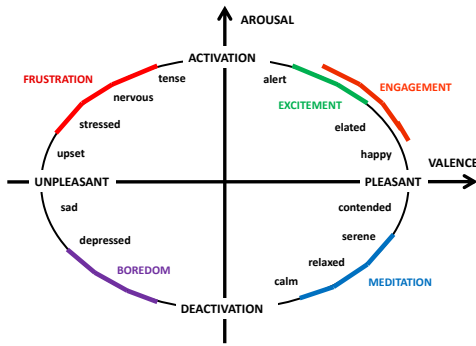 AROUSAL
ACTIVATION
FRUSTRATION
tense
alert
ENGAGEMENT
nervous
EXCITEMENT
stressed
elated
upset
happy
VALENCE
UNPLEASANT
PLEASANT
sad
contended
depressed
serene
relaxed
BOREDOM
calm
MEDITATION
DEACTIVATION